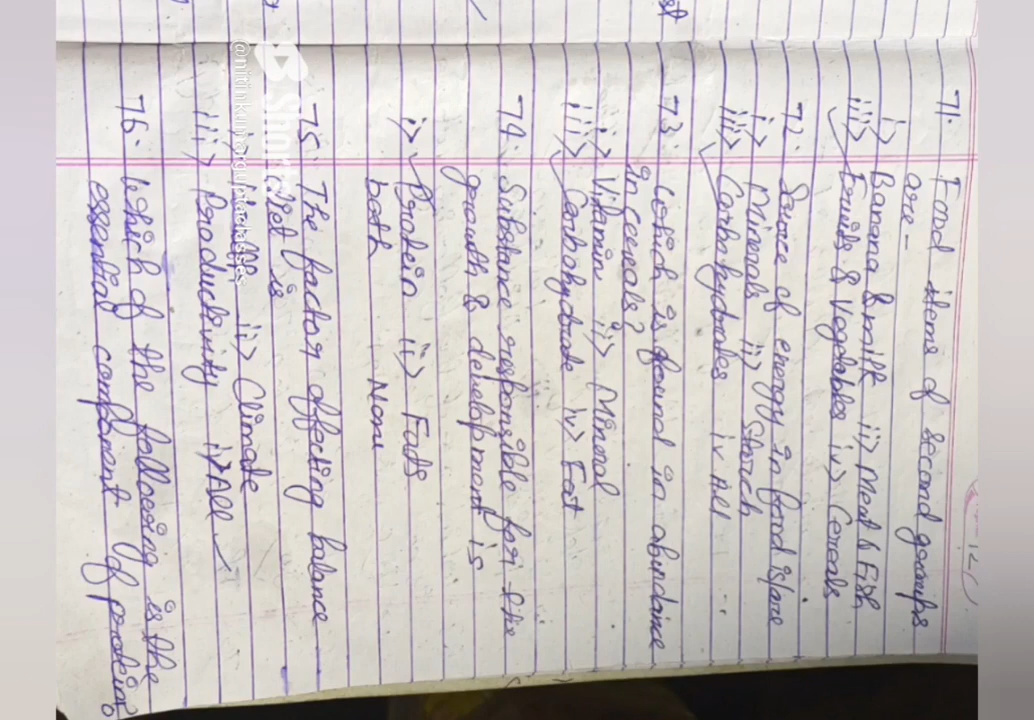 71. Food items of second groups
are-
i> Banana & milk ii> Meat & Fish
iii> Fruits & Vegetables iv> Cereals
72. Source of energy in food is/are
i> Minerals ii> Starch
iii> Carbohydrates iv All
73. which is found in abundance
in cereals?
i> Vitamin ii> Mineral
iii> Carbohydrate iv> Fat
74. Substance responsible for the
growth & development is
i> Protein ii> Fats
both None
75. The factor affecting balance
diet is
ii> Climate
iii> Productivity iv> All
76. Which of the following is the
essential component of protein?
Shorts
@nitinkumarguptaclasses